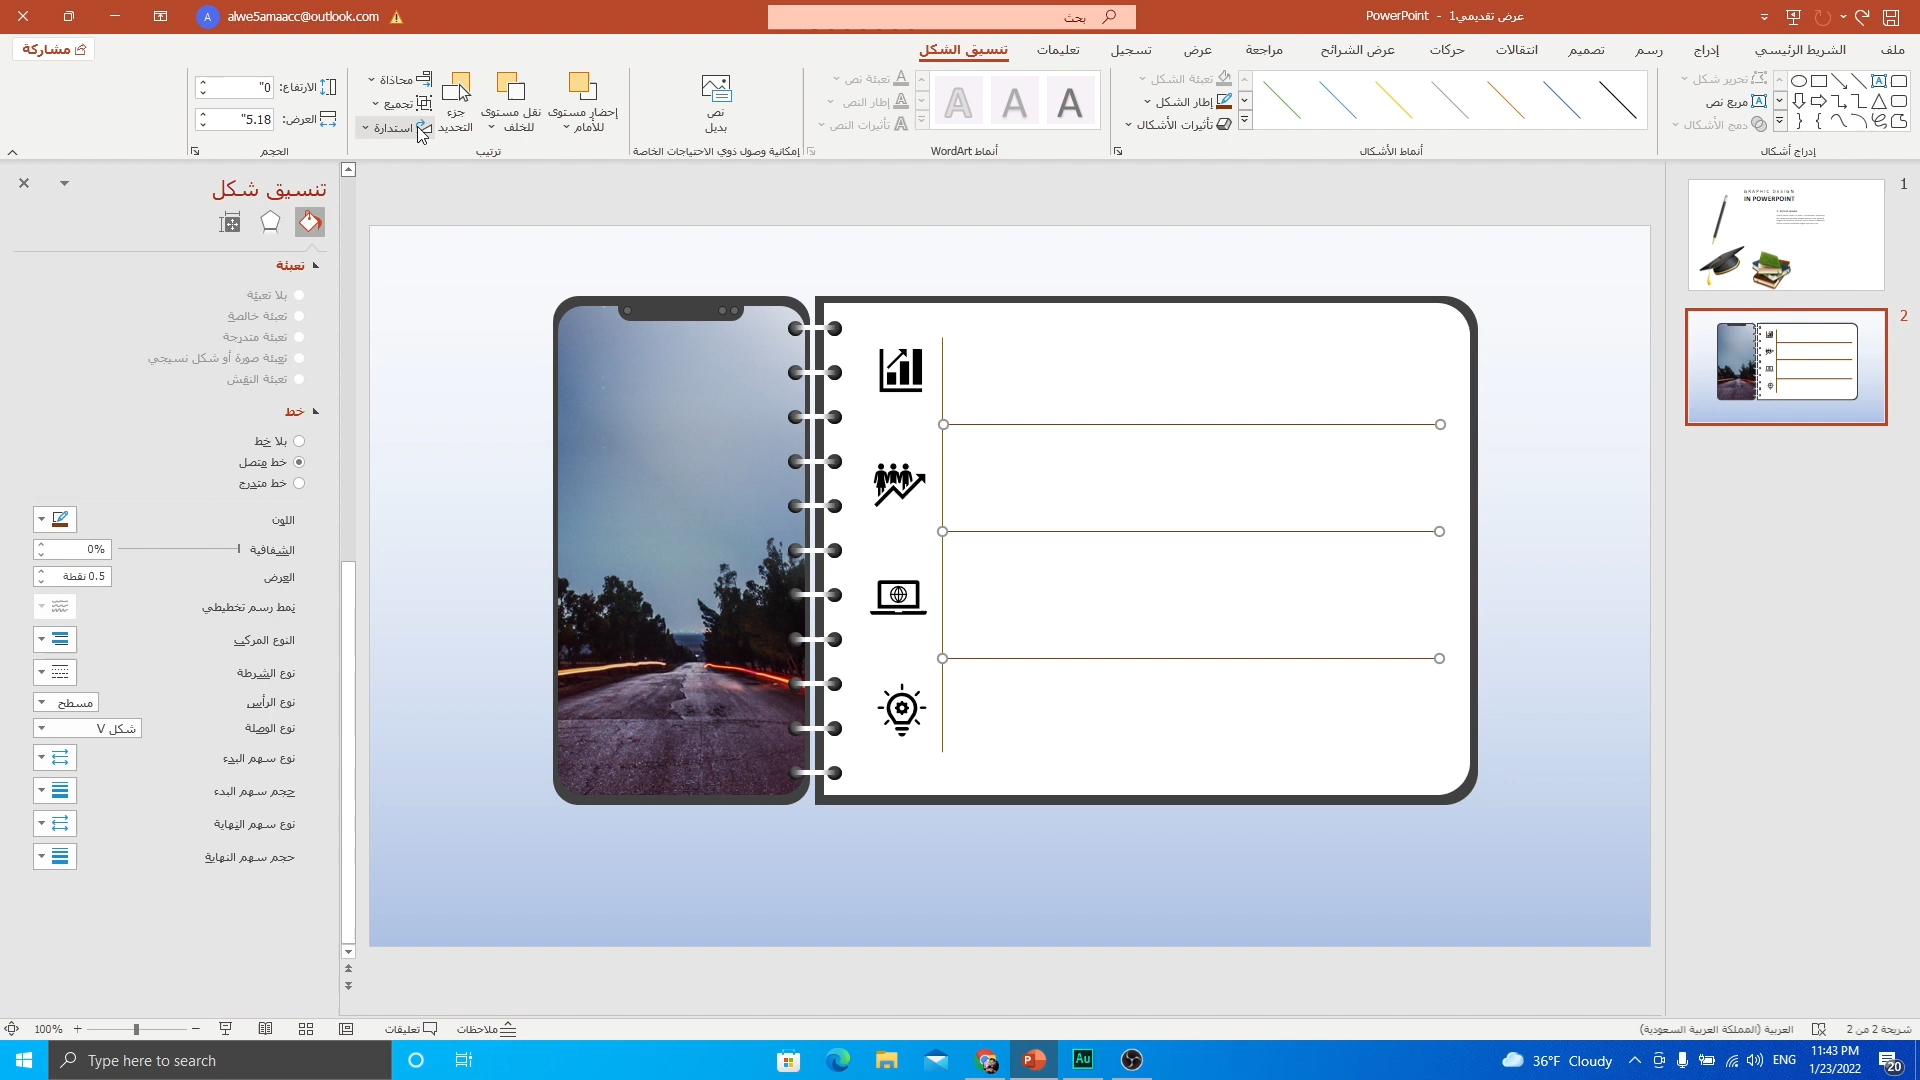 alwe5amaacc@outlook.com
بحث
عرض تقديمي1 - PowerPoint
ملف
الشريط الرئيسي
إدراج
رسم
تصميم
انتقالات
حركات
عرض الشرائح
مراجعة
عرض
تسجيل
تعليمات
تنسيق الشكل
مشاركة
تحرير شكل
مربع نص
دمج الأشكال
إدراج أشكال
تعبئة الشكل
إطار الشكل
تأثيرات الأشكال
أنماط الأشكال
A A A
تعبئة نص
إطار النص
تأثيرات النص
أنماط WordArt
نص
بديل
إمكانية وصول ذوي الاحتياجات الخاصة
إحضار مستوى
للأمام
نقل مستوى
للخلف
جزء
التحديد
محاذاة
تجميع
استدارة
ترتيب
الارتفاع: 0"
العرض: 5.18"
الحجم
تنسيق شكل
تعبئة
بلا تعبئة
تعبئة خالصة
تعبئة متدرجة
تعبئة صورة أو شكل نسيجي
تعبئة النقش
خط
بلا خط
خط متصل
خط متدرج
اللون
الشفافية 0%
العرض 0.5 نقطة
نمط رسم تخطيطي
النوع المركب
نوع الشرطة
نوع الرأس مسطح
نوع الوصلة شكل V
نوع سهم البدء
حجم سهم البدء
نوع سهم النهاية
حجم سهم النهاية
1
GRAPHIC DESIGN
IN POWERPOINT
2
شريحة 2 من 2
العربية (المملكة العربية السعودية)
ملاحظات
تعليقات
100%
Type here to search
Au
36°F Cloudy
ENG
11:43 PM
1/23/2022
20